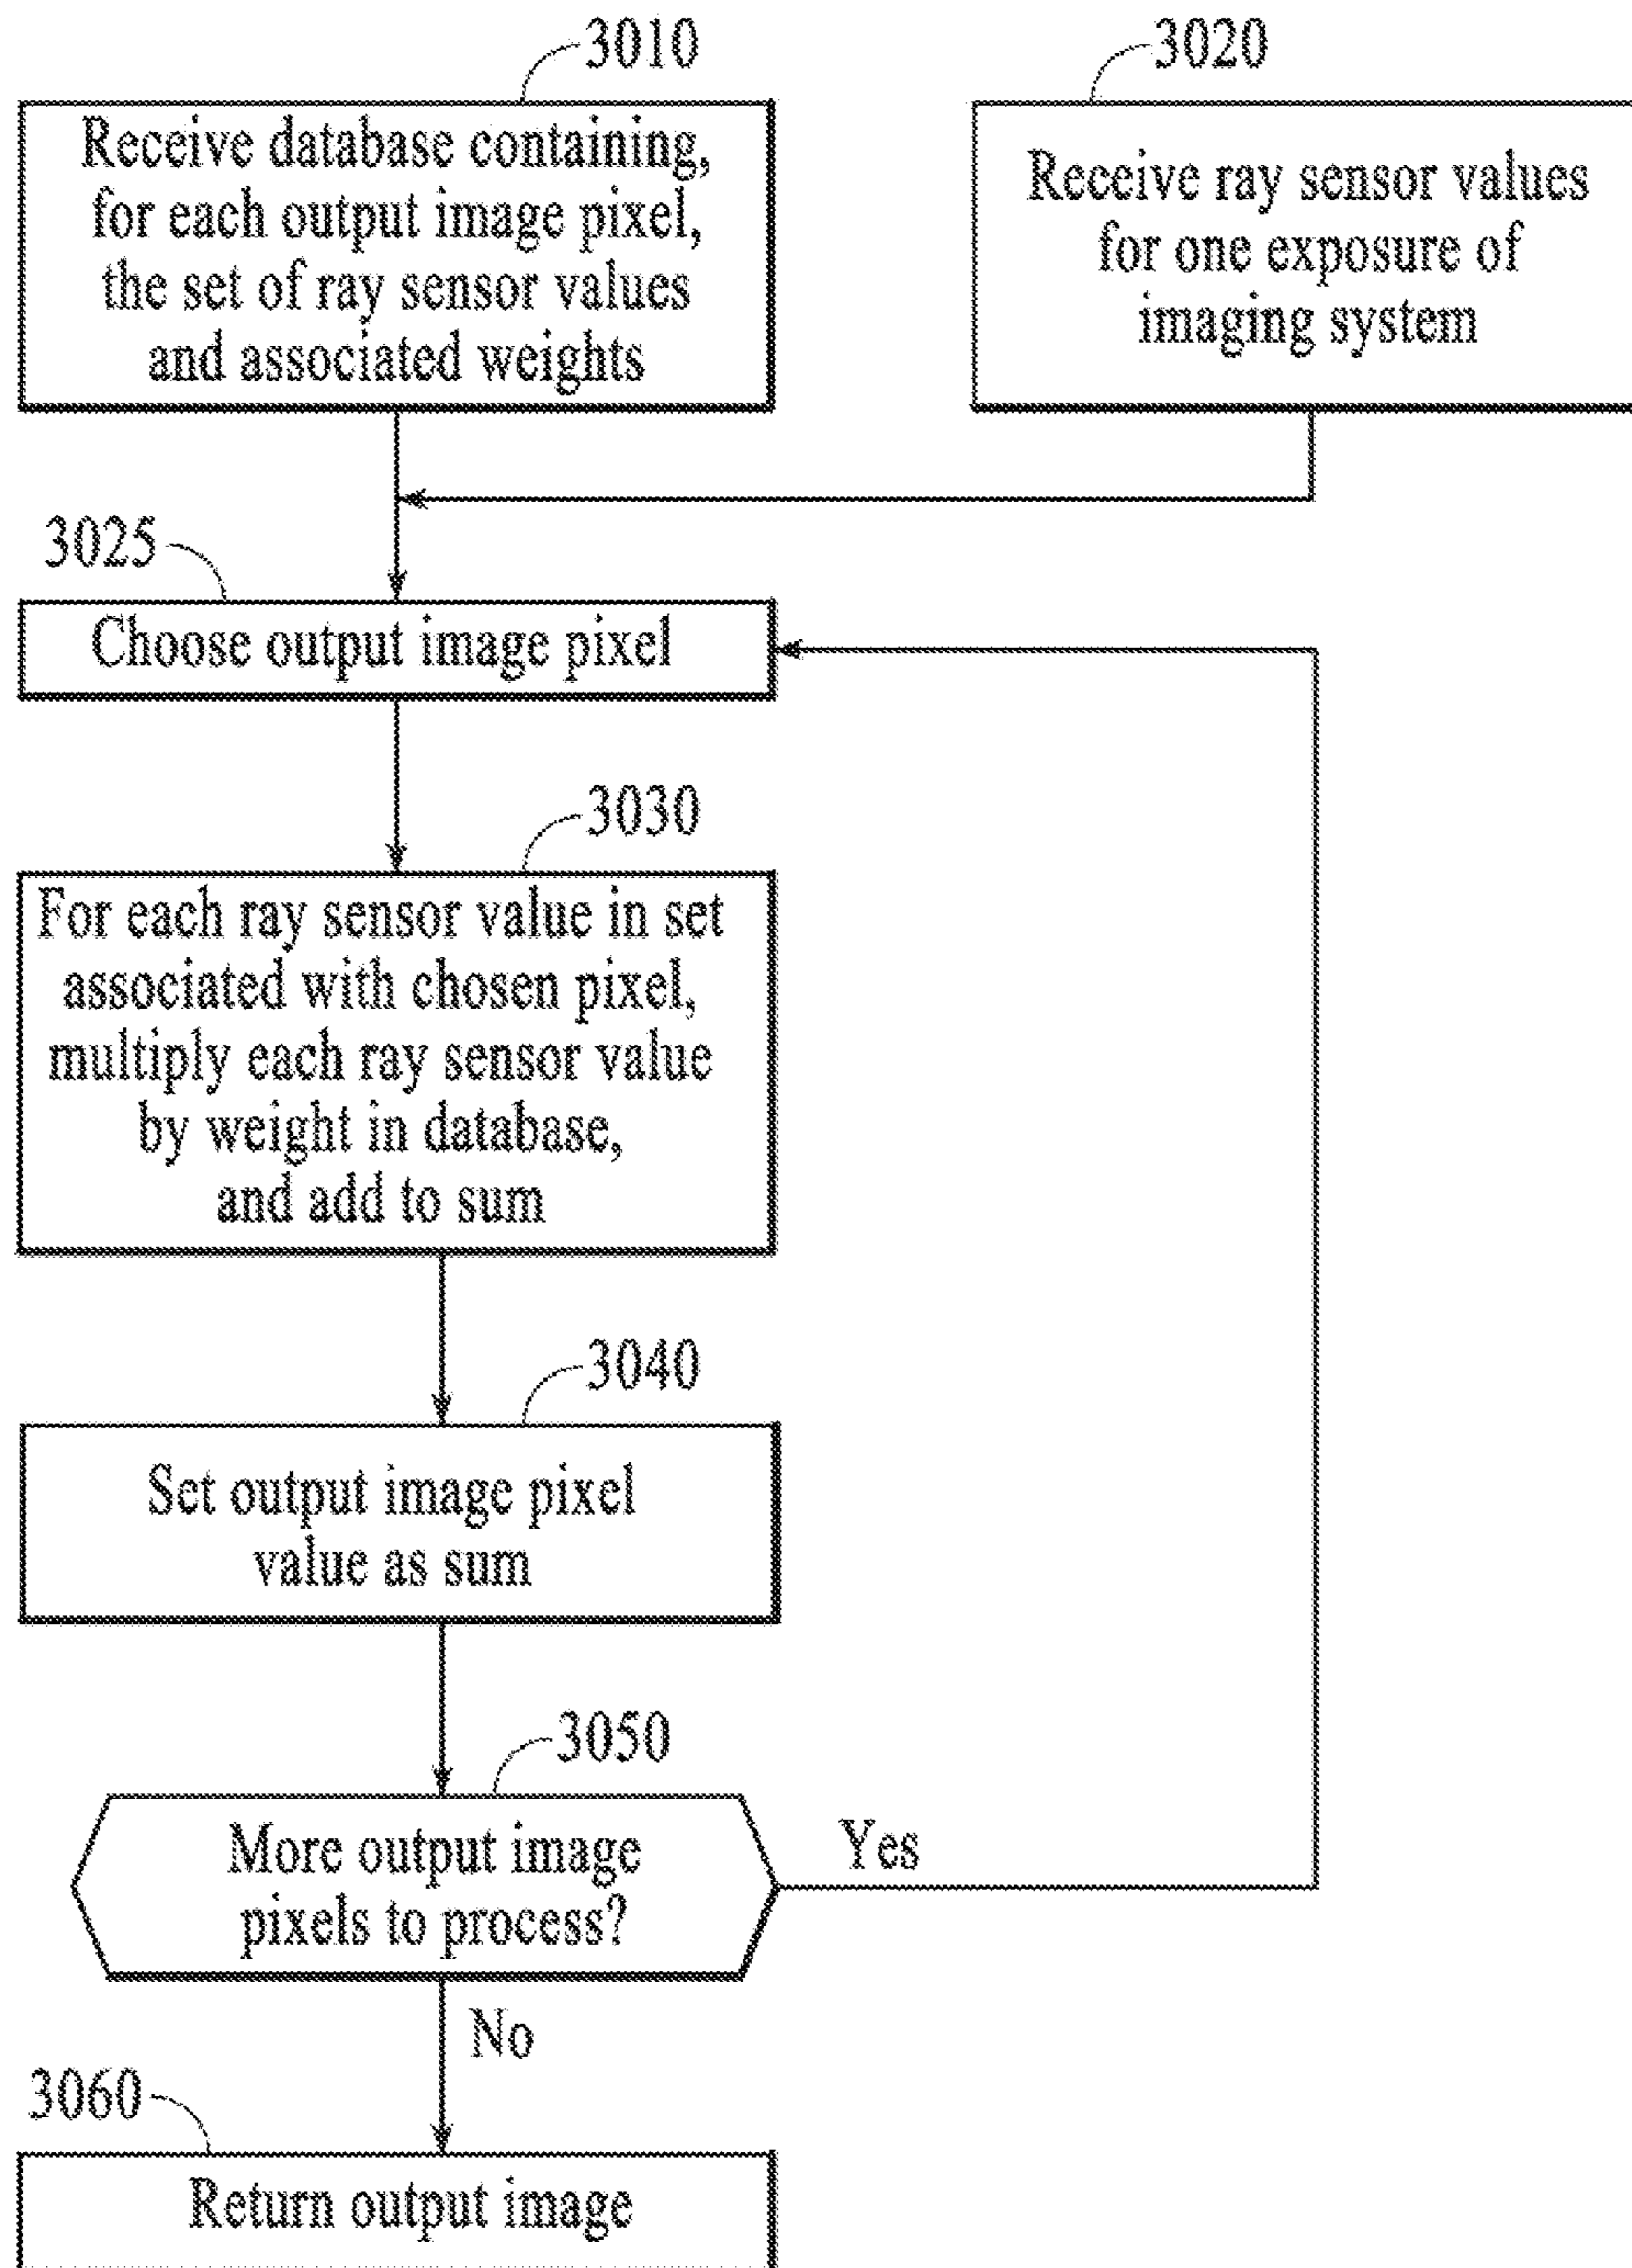 3010
Receive database containing,
for each output image pixel,
the set of ray sensor values
and associated weights
3020
Receive ray sensor values
for one exposure of
imaging system
3025
Choose output image pixel
3030
For each ray sensor value in set
associated with chosen pixel,
multiply each ray sensor value
by weight in database,
and add to sum
3040
Set output image pixel
value as sum
3050
More output image
pixels to process?
Yes
No
3060
Return output image